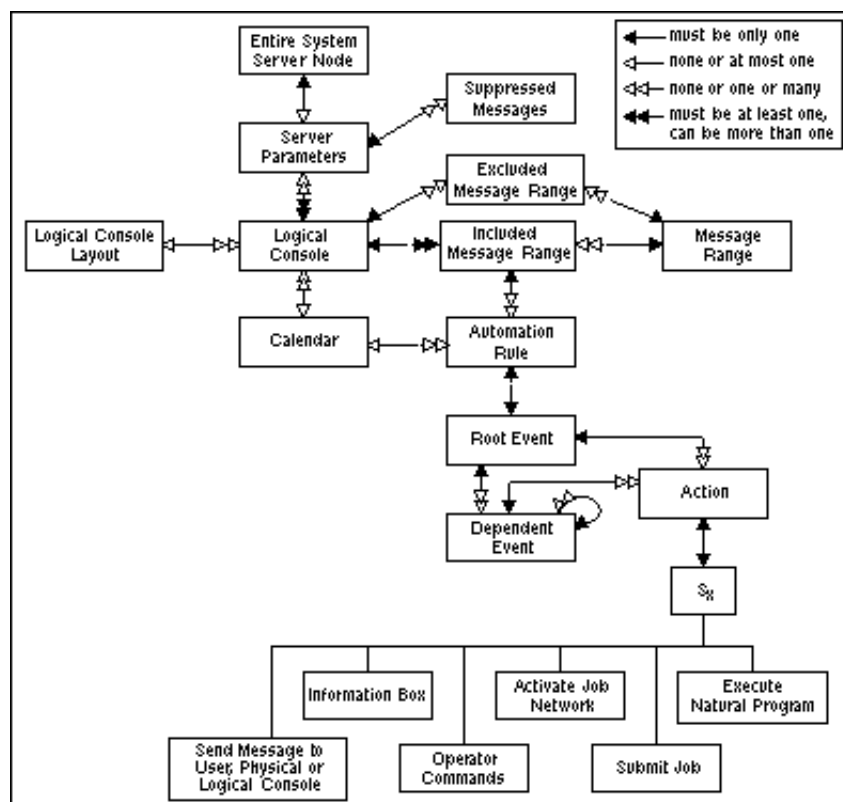 Entire System
Server Node
must be only one
none or at most one
none or one or many
must be at least one,
can be more than one
Suppressed
Messages
Server
Parameters
Excluded
Message Range
Logical Console
Layout
Logical
Console
Included
Message Range
Message
Range
Calendar
Automation
Rule
Root Event
Action
Dependent
Event
Sx
Information Box
Activate Job
Network
Execute
Natural Program
Send Message to
User, Physical or
Logical Console
Operator
Commands
Submit Job